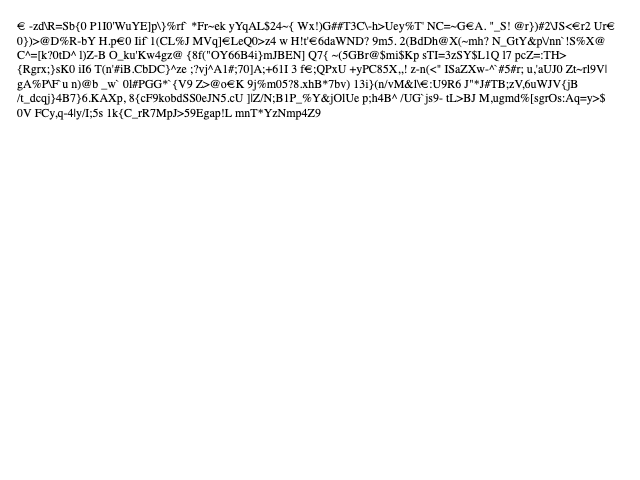 € -zd\R=Sb{0 P1I0'WuYE]p\}%rf` *Fr~ek yYqAL$24~{ Wx!)G##T3C\-h>Uey%T' NC=~G€A. "_S! @r})#2\JS<€r2 Ur€
0})>@D%R-bY H.p€0 Iif`1(CL%J MVq]€LeQ0>z4 w H!t'€6daWND? 9m5. 2(BdDh@X(~mh? N_GtY&p\/nn`!S%X@
C^=[k?0tD^ l)Z-B O_ku'Kw4gz@ {8f("OY66B4i}mJBEN] Q7{ ~(5GBr@$mi$Kp sTI=3zSY$L1Q l7 pcZ=:TH>
{Rgrx;}sK0 iI6 T(n'#iB.CbDC}^ze ;?vj^A1#;70]A;+61I 3 f€;QPxU +yPC85X,,! z-n(<" ISaZXw-^`#5#r; u,'aUJ0 Zt~rl9V|
gA%P\F`u n)@b _w` 0l#PGG*`{V9 Z>@o€K 9j%m05?8.xhB*7bv) 13i}(n/vM&l\€:U9R6 J"*J#TB;zV,6uWJV{jB
/t_dcqj}4B7}6.KAXp, 8{cF9kobdSS0eJN5.cU ]lZ/N;B1P_%Y&jOlUe p;h4B^ /UG`js9- tL>BJ M,ugmd%[sgrOs:Aq=y>$
0V FCy,q-4ly/I;5s 1k{C_rR7MpJ>59Egap!L mnT*YzNmp4Z9